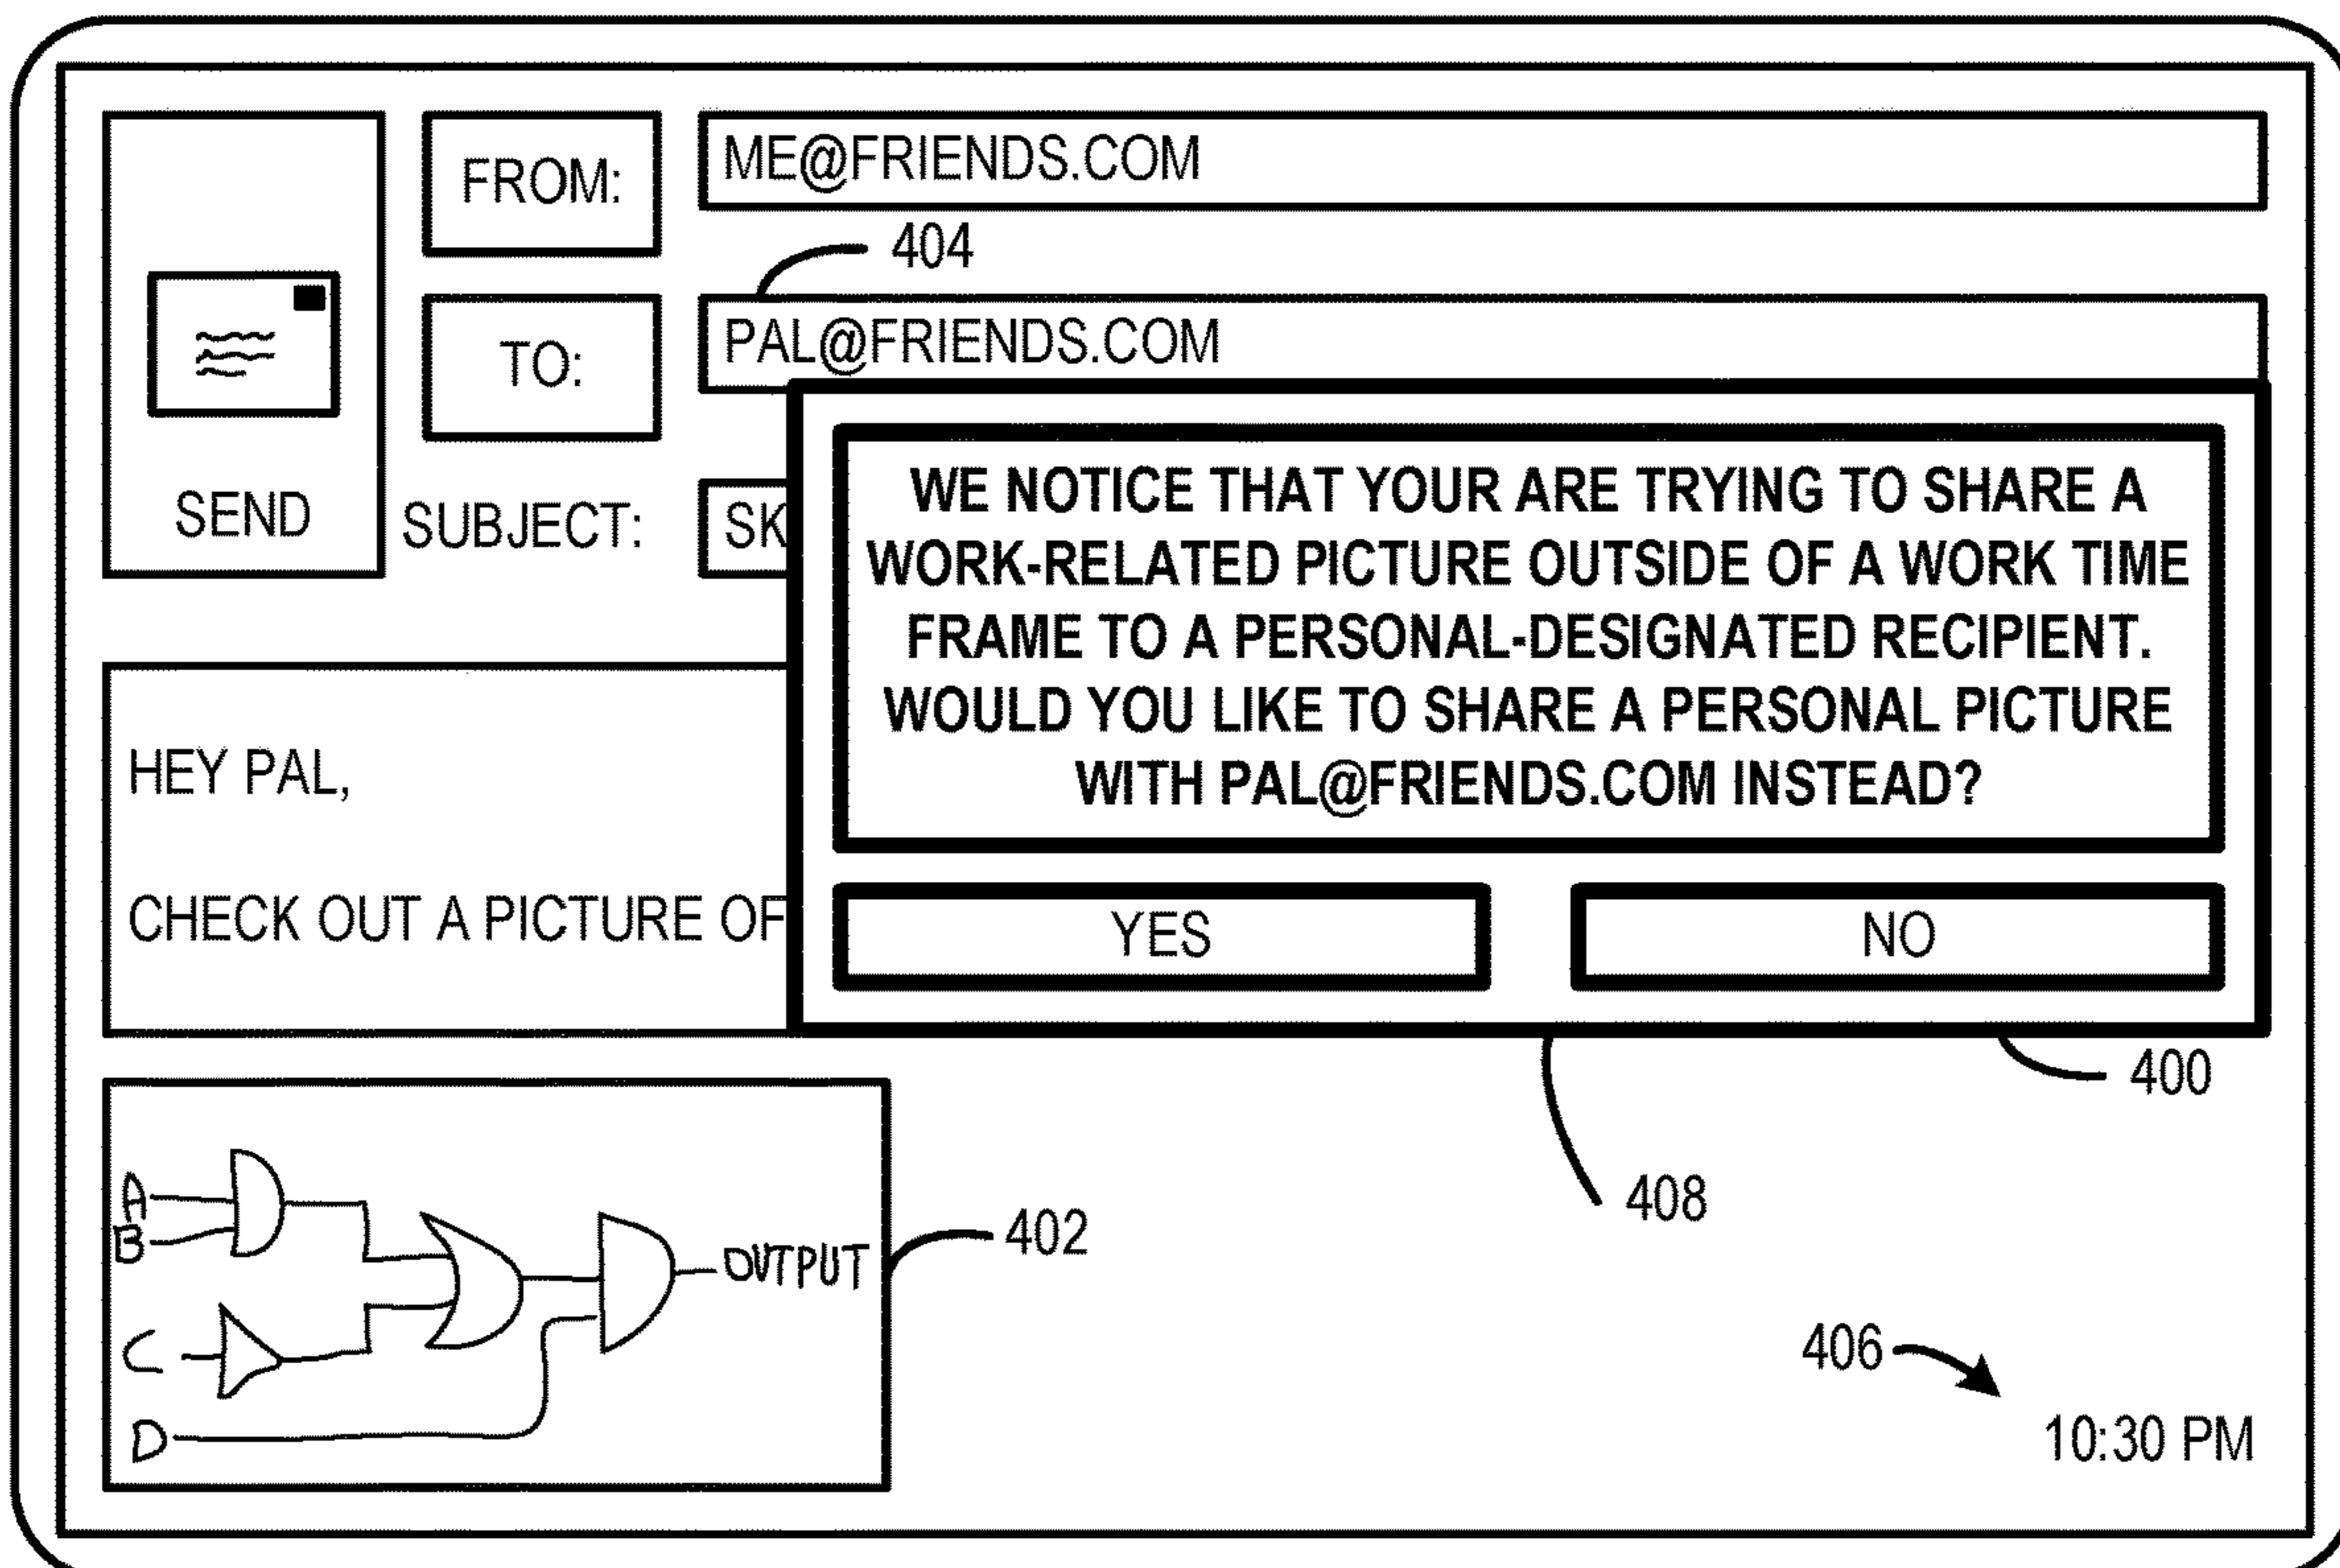 FROM:
ME@FRIENDS.COM
404
TO:
PAL@FRIENDS.COM
SEND
SUBJECT:
SK
WE NOTICE THAT YOUR ARE TRYING TO SHARE A
WORK-RELATED PICTURE OUTSIDE OF A WORK TIME
FRAME TO A PERSONAL-DESIGNATED RECIPIENT.
WOULD YOU LIKE TO SHARE A PERSONAL PICTURE
WITH PAL@FRIENDS.COM INSTEAD?
YES
NO
HEY PAL,
CHECK OUT A PICTURE OF
400
408
A
B
C
D
OUTPUT
402
406
10:30 PM